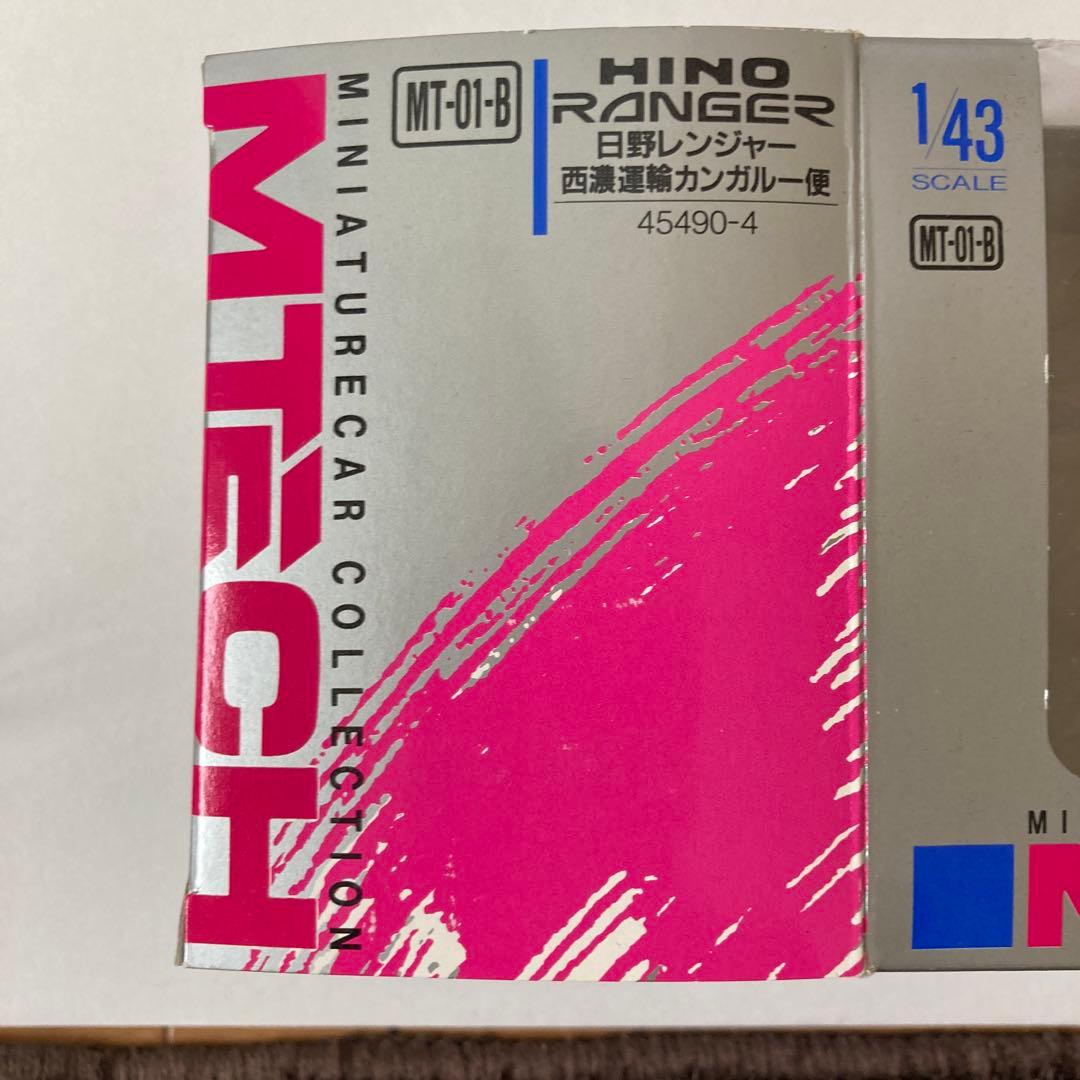 MTECH
MINIATURECAR COLLECTION
MT-01-B
HINO
RANGER
日野レンジャー
西濃運輸カンガルー便
45490-4
1/43
SCALE
MT-01-B
MI